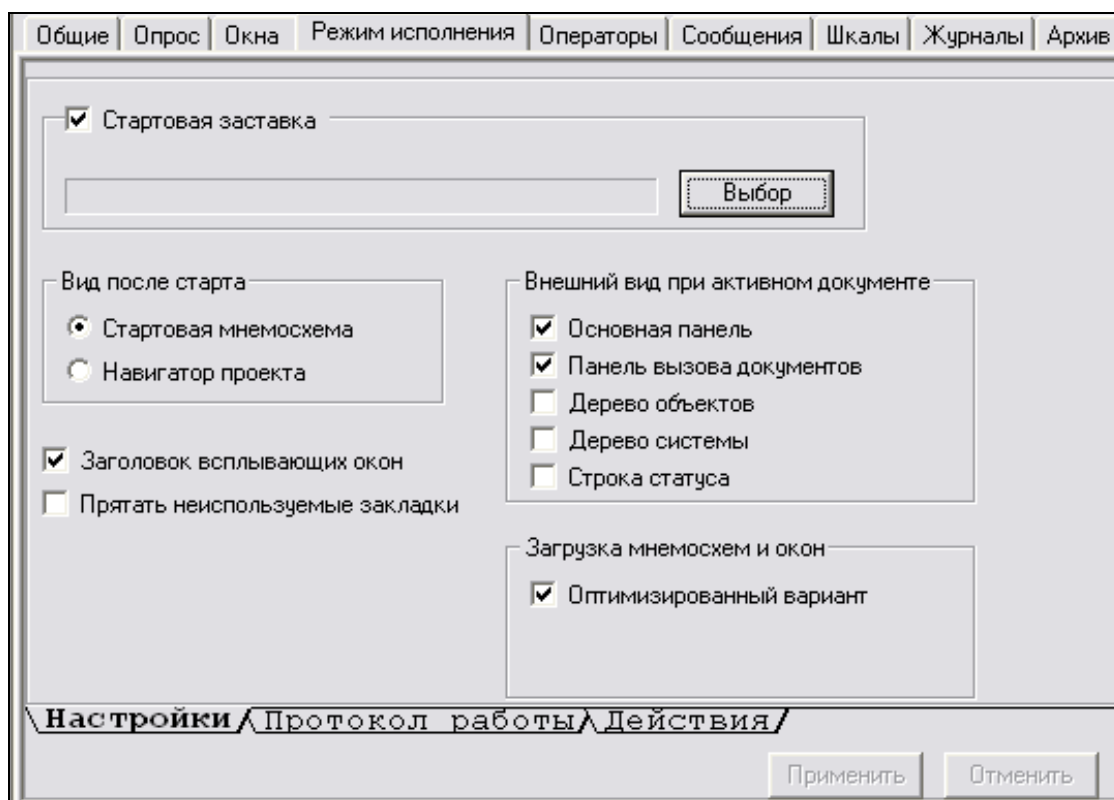 Общие Опрос Окна Режим исполнения Операторы Сообщения Шкалы Журналы Архив
Стартовая заставка
Выбор
Вид после старта
Стартовая мнемосхема
Навигатор проекта
Заголовок всплывающих окон
Прятать неиспользуемые закладки
Внешний вид при активном документе
Основная панель
Панель вызова документов
Дерево объектов
Дерево системы
Строка статуса
Загрузка мнемосхем и окон
Оптимизированный вариант
Настройки Протокол работы Действия
Применить Отменить